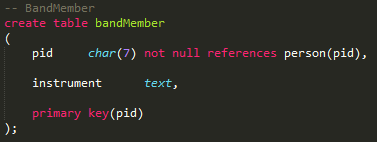 -- BandMember
create table bandMember
(
pid char(7) not null references person(pid),
instrument text,
primary key(pid)
);